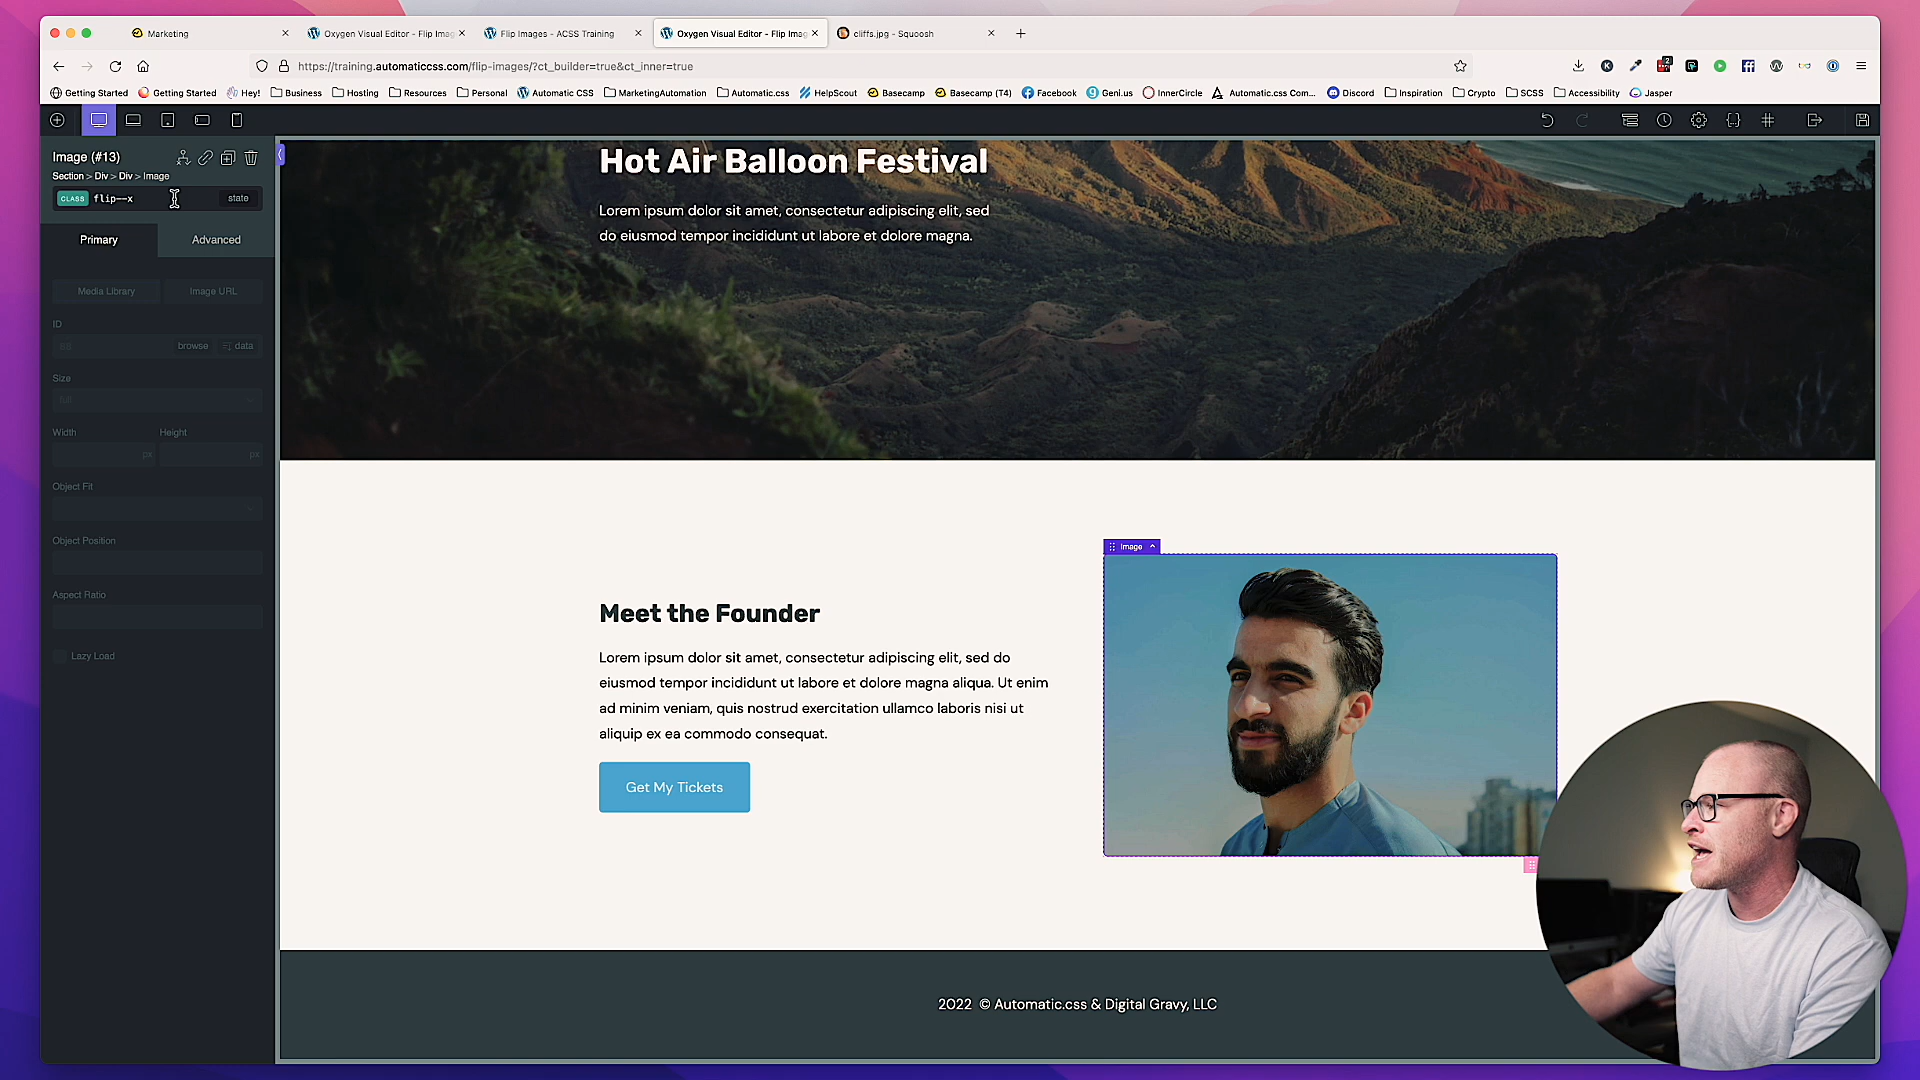 Marketing
Oxygen Visual Editor - Flip Imag
Flip Images - ACSS Training
Oxygen Visual Editor - Flip Imag
cliffs.jpg - Squoosh
https://training.automaticcss.com/flip-images/?ct_builder=true&ct_inner=true
2
Getting Started
Getting Started
Hey!
Business
Hosting
Resources
Personal
Automatic CSS
MarketingAutomation
Automatic.css
HelpScout
Basecamp
Basecamp (T4)
Facebook
Geni.us
InnerCircle
Automatic.css Com...
Discord
Inspiration
Crypto
SCSS
Accessibility
Jasper
Image (#13)
Section > Div > Div > Image
CLASS flip--x state
Primary
Advanced
Media Library
Image URL
ID
browse
data
Size
full
Width
Height
px
px
Object Fit
Object Position
Aspect Ratio
Lazy Load
Hot Air Balloon Festival
Lorem ipsum dolor sit amet, consectetur adipiscing elit, sed
do eiusmod tempor incididunt ut labore et dolore magna.
Image
Meet the Founder
Lorem ipsum dolor sit amet, consectetur adipiscing elit, sed do
eiusmod tempor incididunt ut labore et dolore magna aliqua. Ut enim
ad minim veniam, quis nostrud exercitation ullamco laboris nisi ut
aliquip ex ea commodo consequat.
Get My Tickets
2022 © Automatic.css & Digital Gravy, LLC